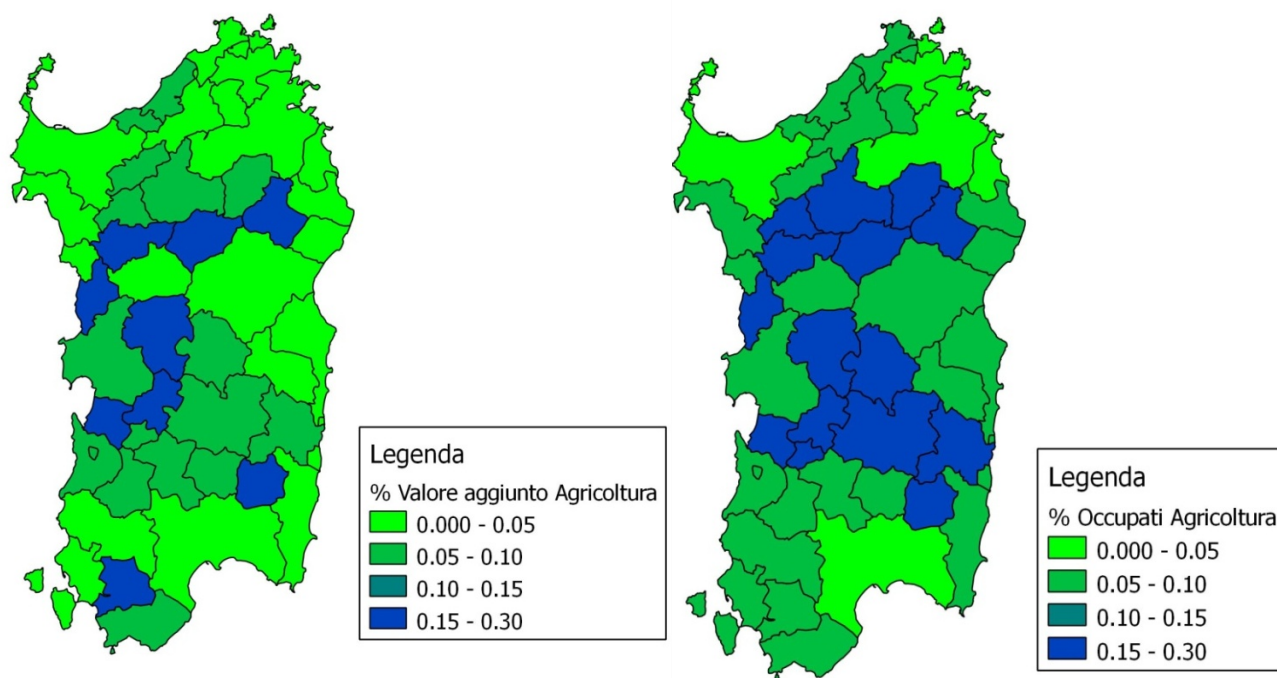 Legenda
% Valore aggiunto Agricoltura
0.000 - 0.05
0.05 - 0.10
0.10 - 0.15
0.15 - 0.30
Legenda
% Occupati Agricoltura
0.000 - 0.05
0.05 - 0.10
0.10 - 0.15
0.15 - 0.30